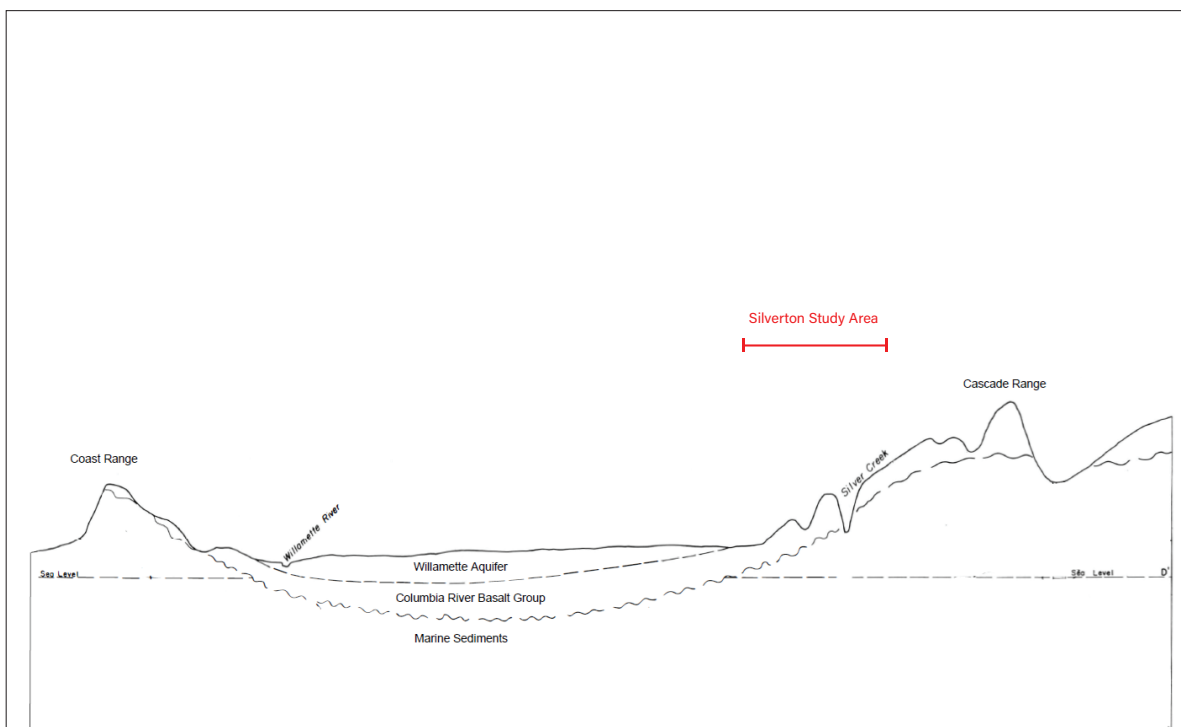 Silverton Study Area
Cascade Range
Coast Range
Silver Creek
Willamette River
Willamette Aquifer
Sea Level
Sea Level D'
Columbia River Basalt Group
Marine Sediments